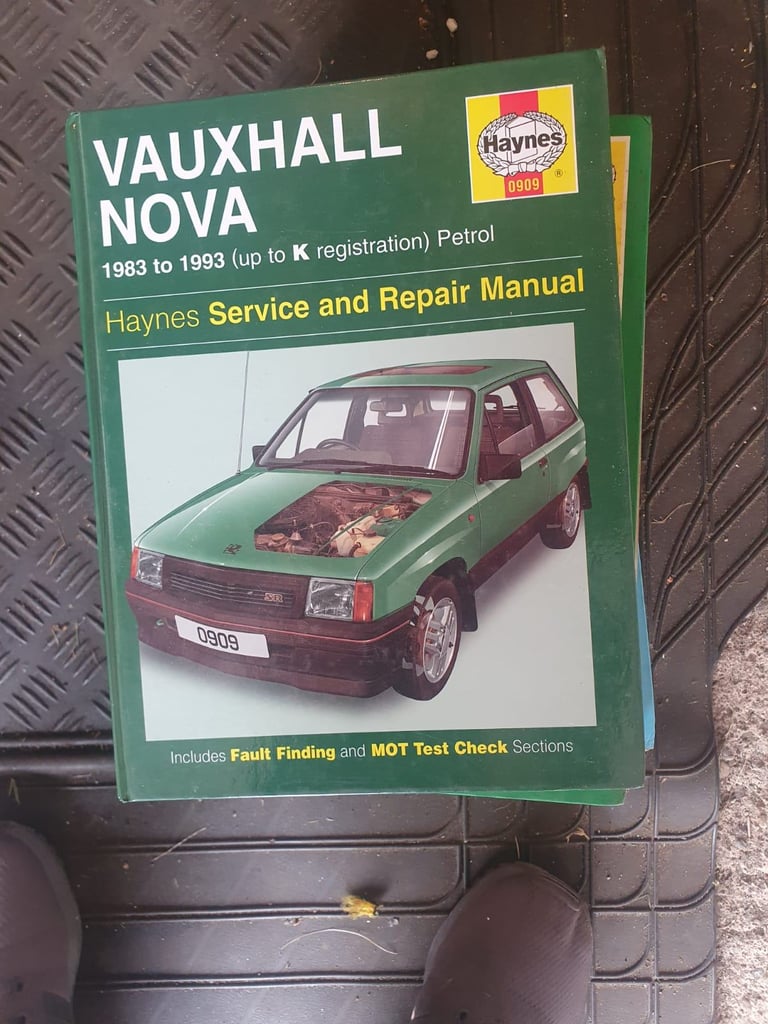 VAUXHALL
NOVA
1983 to 1993 (up to K registration) Petrol
Haynes Service and Repair Manual
Haynes
®
0909
SR
0909
Includes Fault Finding and MOT Test Check Sections